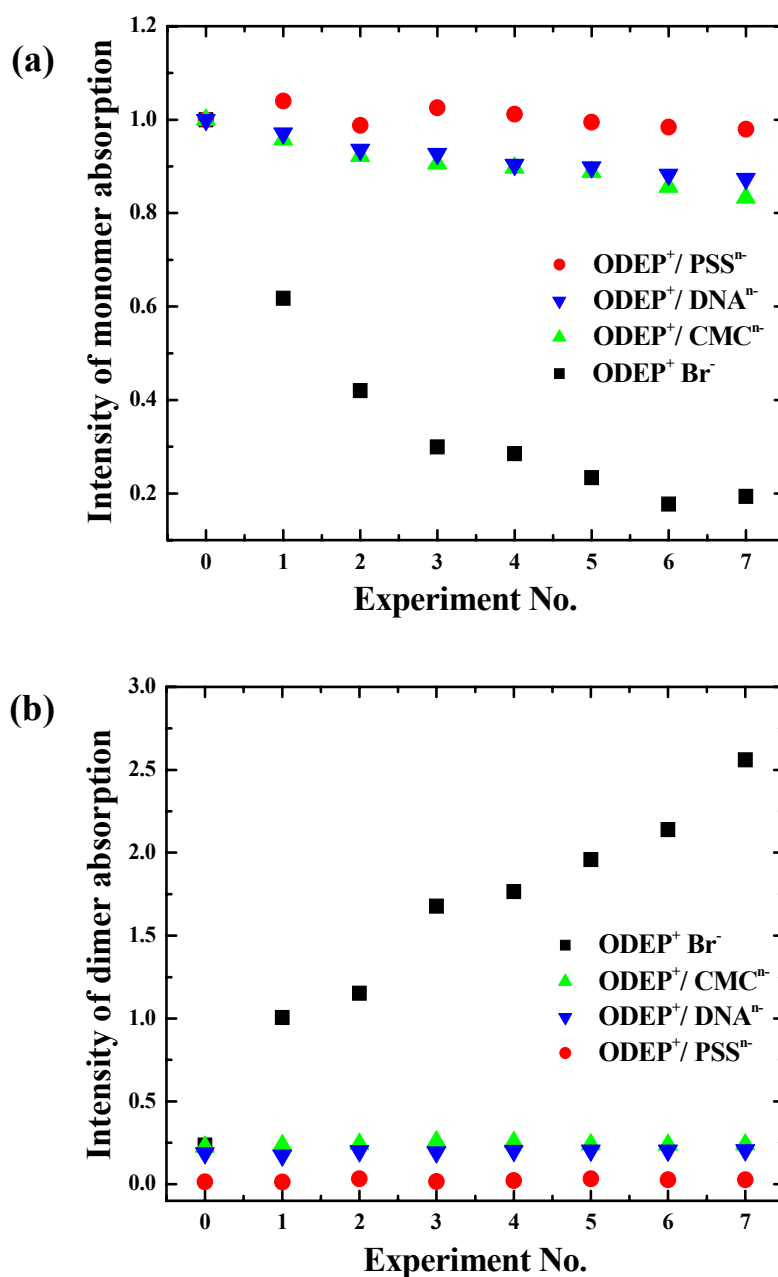 (a)
Intensity of monomer absorption
1.2
1.0
0.8
0.6
0.4
0.2
ODEP⁺/ PSSⁿ⁻
ODEP⁺/ DNAⁿ⁻
ODEP⁺/ CMCⁿ⁻
ODEP⁺ Br⁻
0 1 2 3 4 5 6 7
Experiment No.
(b)
Intensity of dimer absorption
3.0
2.5
2.0
1.5
1.0
0.5
0.0
ODEP⁺ Br⁻
ODEP⁺/ CMCⁿ⁻
ODEP⁺/ DNAⁿ⁻
ODEP⁺/ PSSⁿ⁻
0 1 2 3 4 5 6 7
Experiment No.